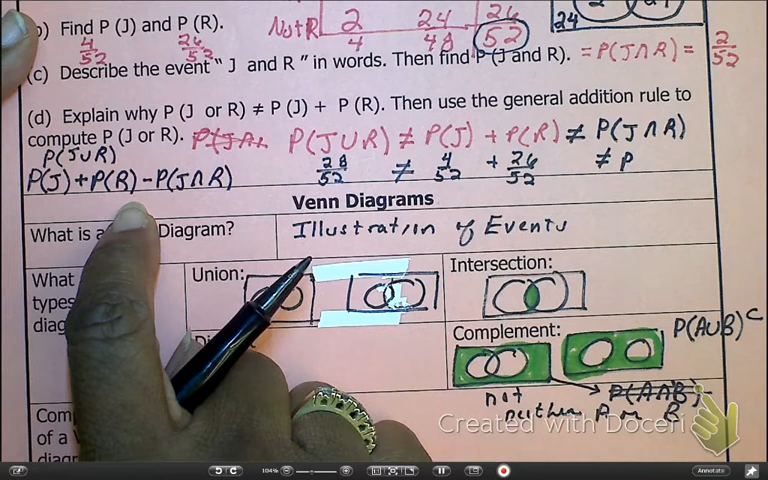 b) Find P (J) and P (R). Not R 2 24 26 24
4/52 26/52 4 48 52
(c) Describe the event “ J and R ” in words. Then find P (J and R). = P(J∩R) = 2/52
(d) Explain why P (J or R) ≠ P (J) + P (R). Then use the general addition rule to
compute P (J or R). P(J∩ P(J∪R) ≠ P(J) + P(R) ≠ P(J∩R)
P(J∪R) 28/52 ≠ 4/52 + 26/52 ≠ P
P(J) + P(R) - P(J∩R)
Venn Diagrams
What is a Diagram? Illustration of Events
What
types
diag
Union:
Intersection:
Complement: P(A∪B)ᶜ
not P(A∩B)
neither A or B
Com
of a V
diagr
Created with Doceri
104%
Annotate